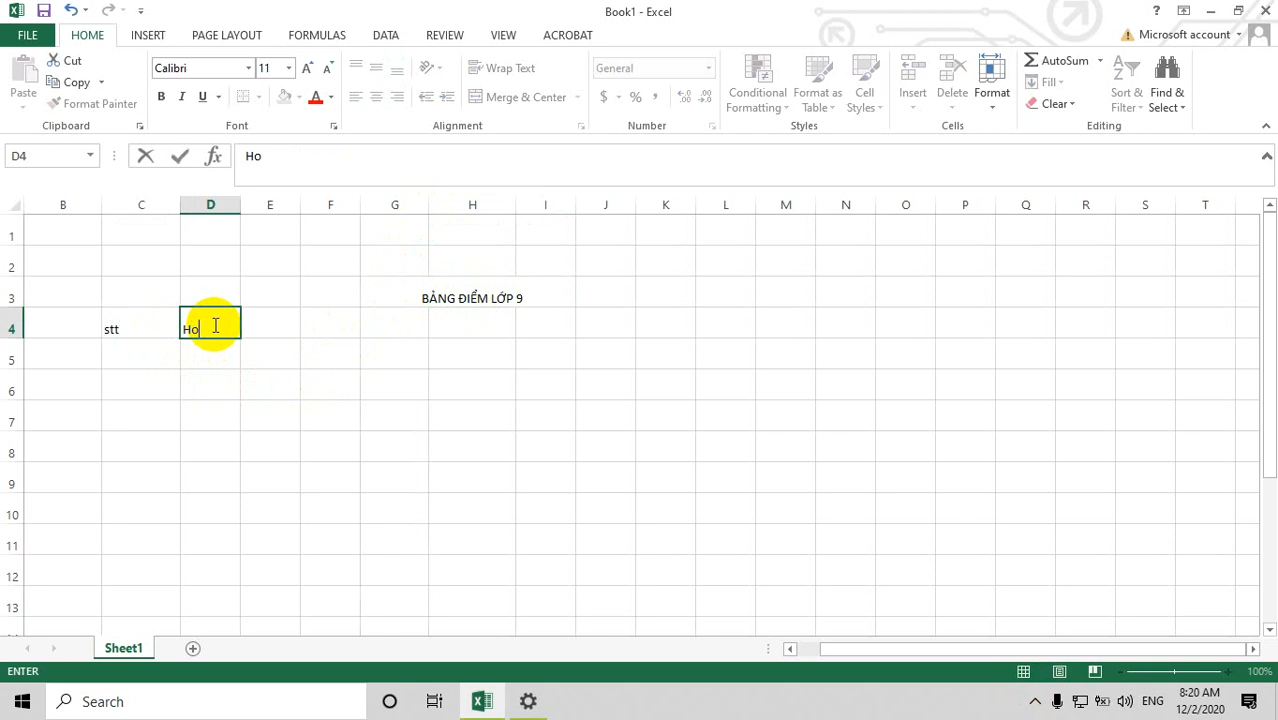 Book1 - Excel
?
FILE HOME INSERT PAGE LAYOUT FORMULAS DATA REVIEW VIEW ACROBAT Microsoft account
Paste
Cut
Copy
Format Painter
Clipboard
Calibri 11
B I U A
Font
Wrap Text
Merge & Center
Alignment
General
$ % ,
Number
Conditional Formatting
Format as Table
Cell Styles
Styles
Insert
Delete
Format
Cells
AutoSum
Fill
Clear
Sort & Filter
Find & Select
Editing
D4 fx Ho
B C D E F G H I J K L M N O P Q R S T
1
2
3 BẢNG ĐIỂM LỚP 9
4 stt Ho
5
6
7
8
9
10
11
12
13
Sheet1
ENTER 100%
Search ENG 8:20 AM
12/2/2020